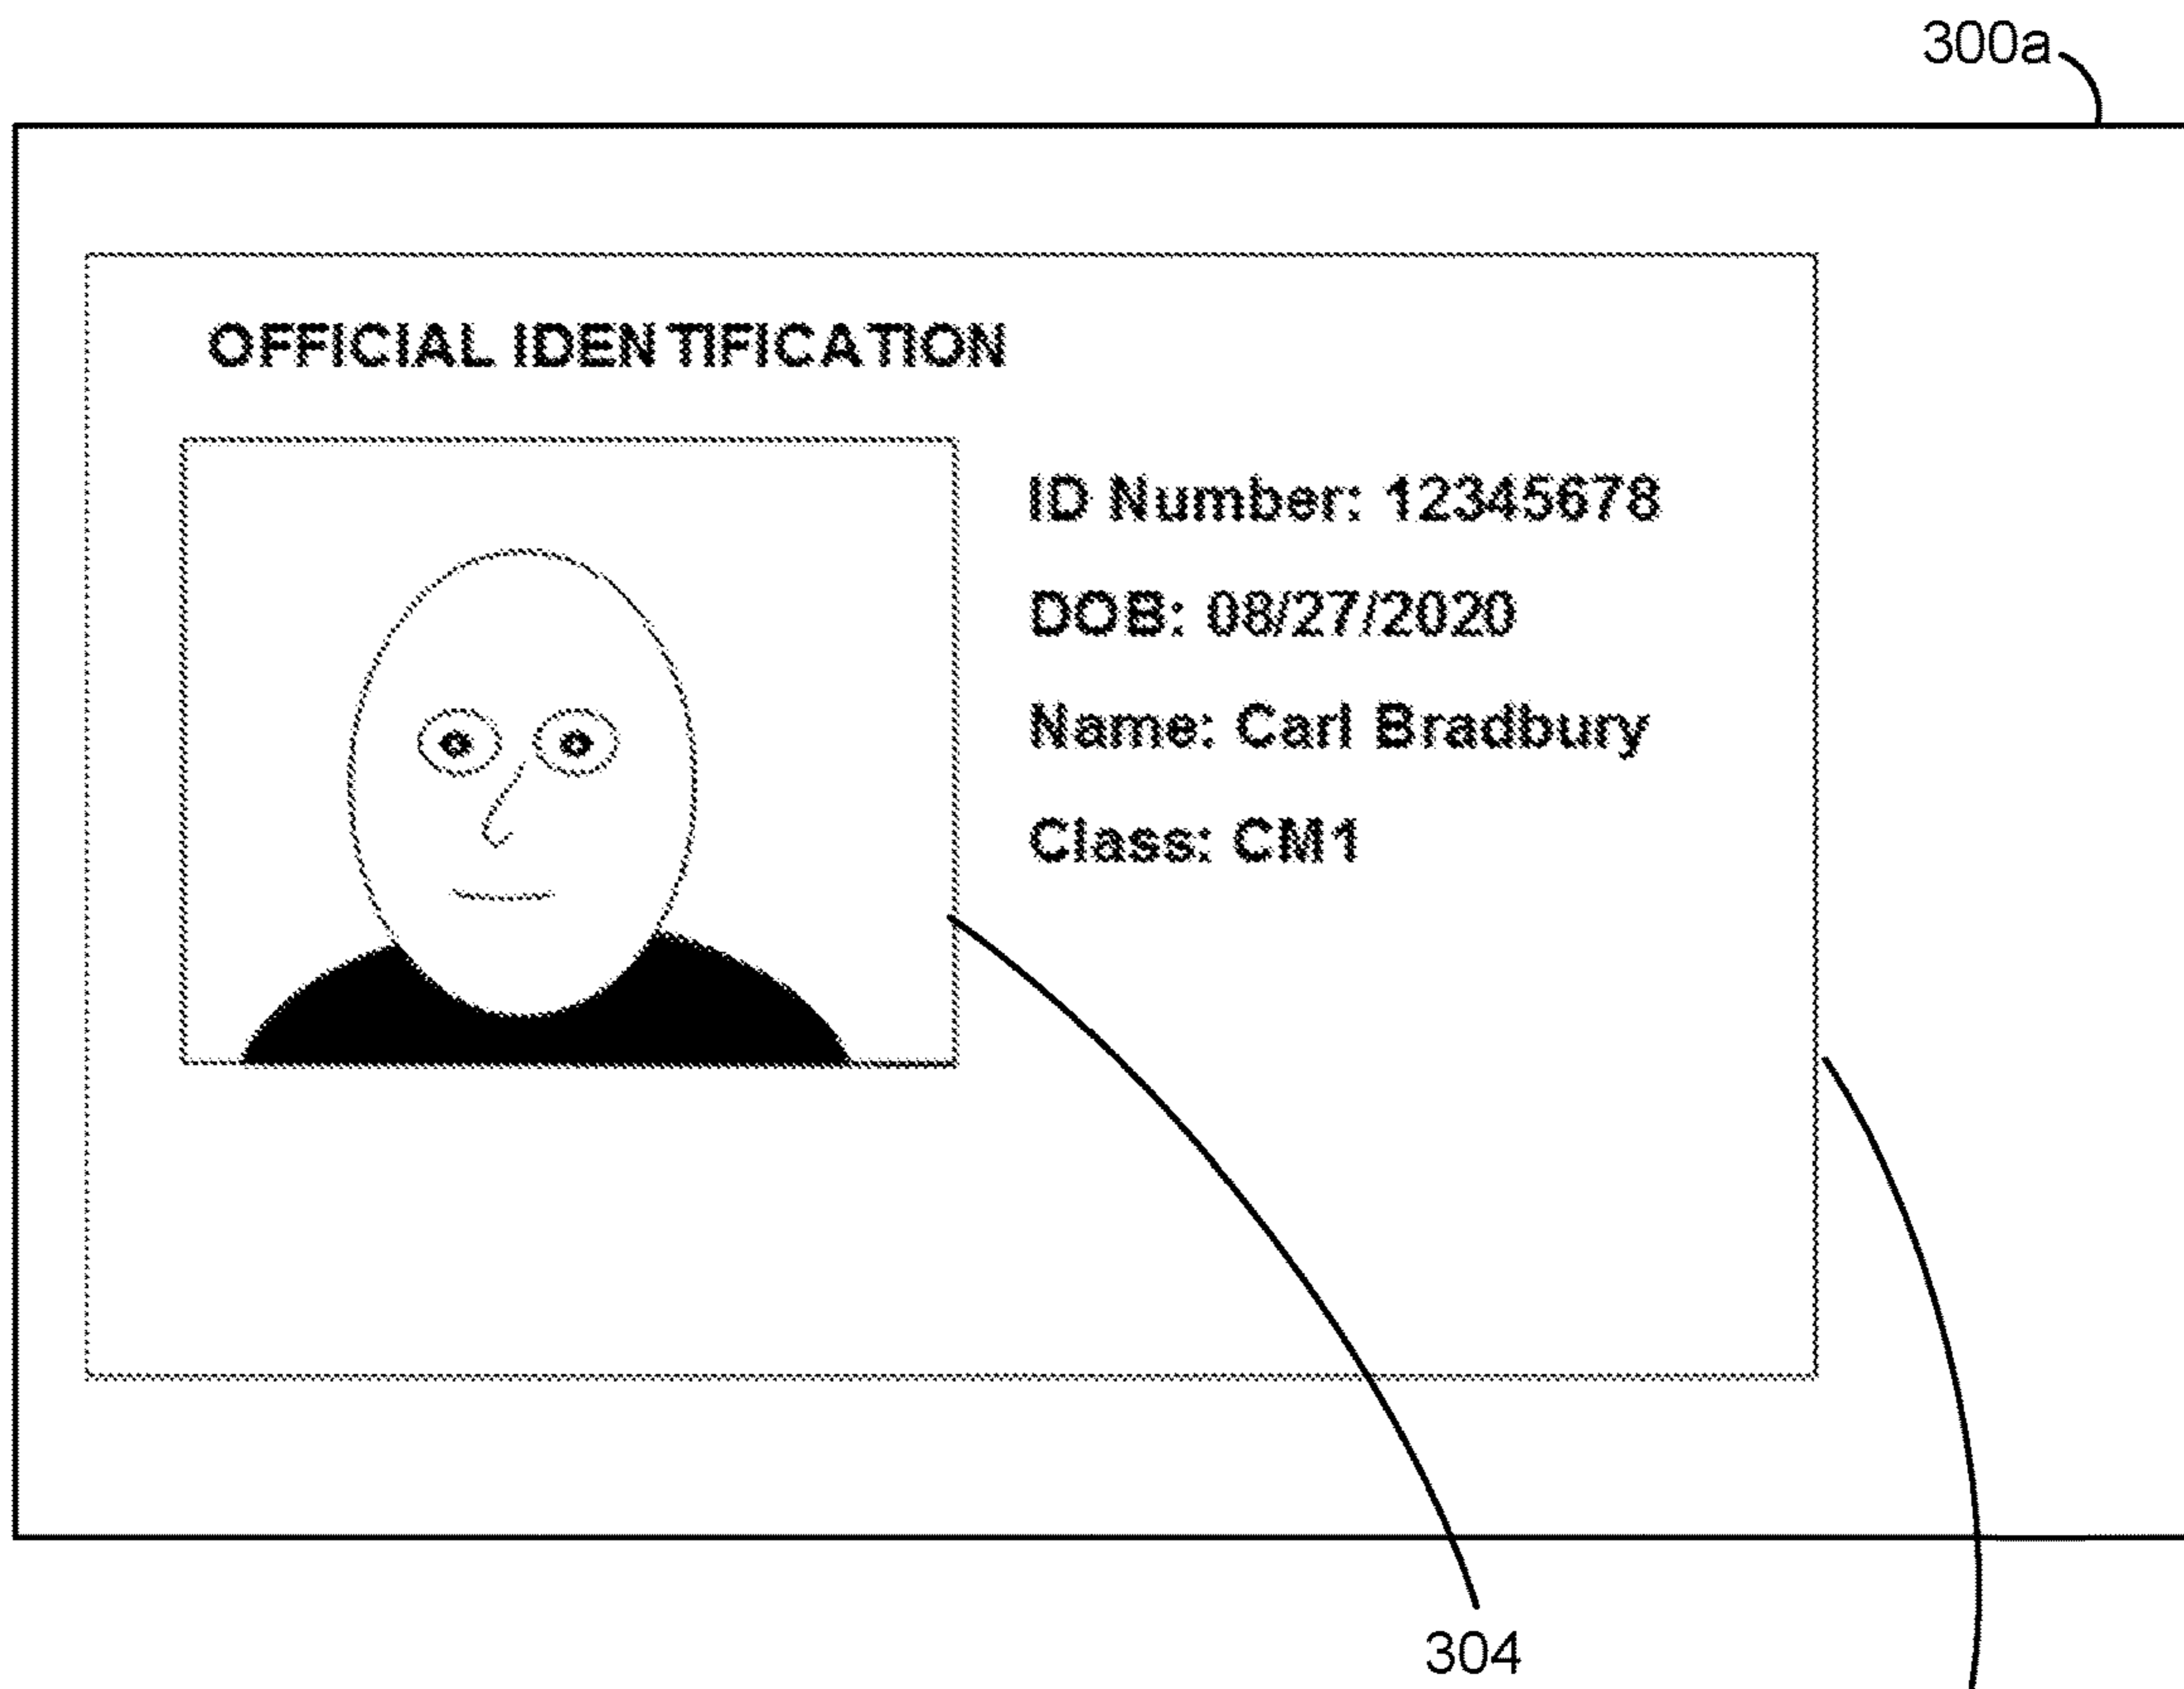 300a
OFFICIAL IDENTIFICATION
ID Number: 12345678
DOB: 08/27/2020
Name: Carl Bradbury
Class: CM1
304